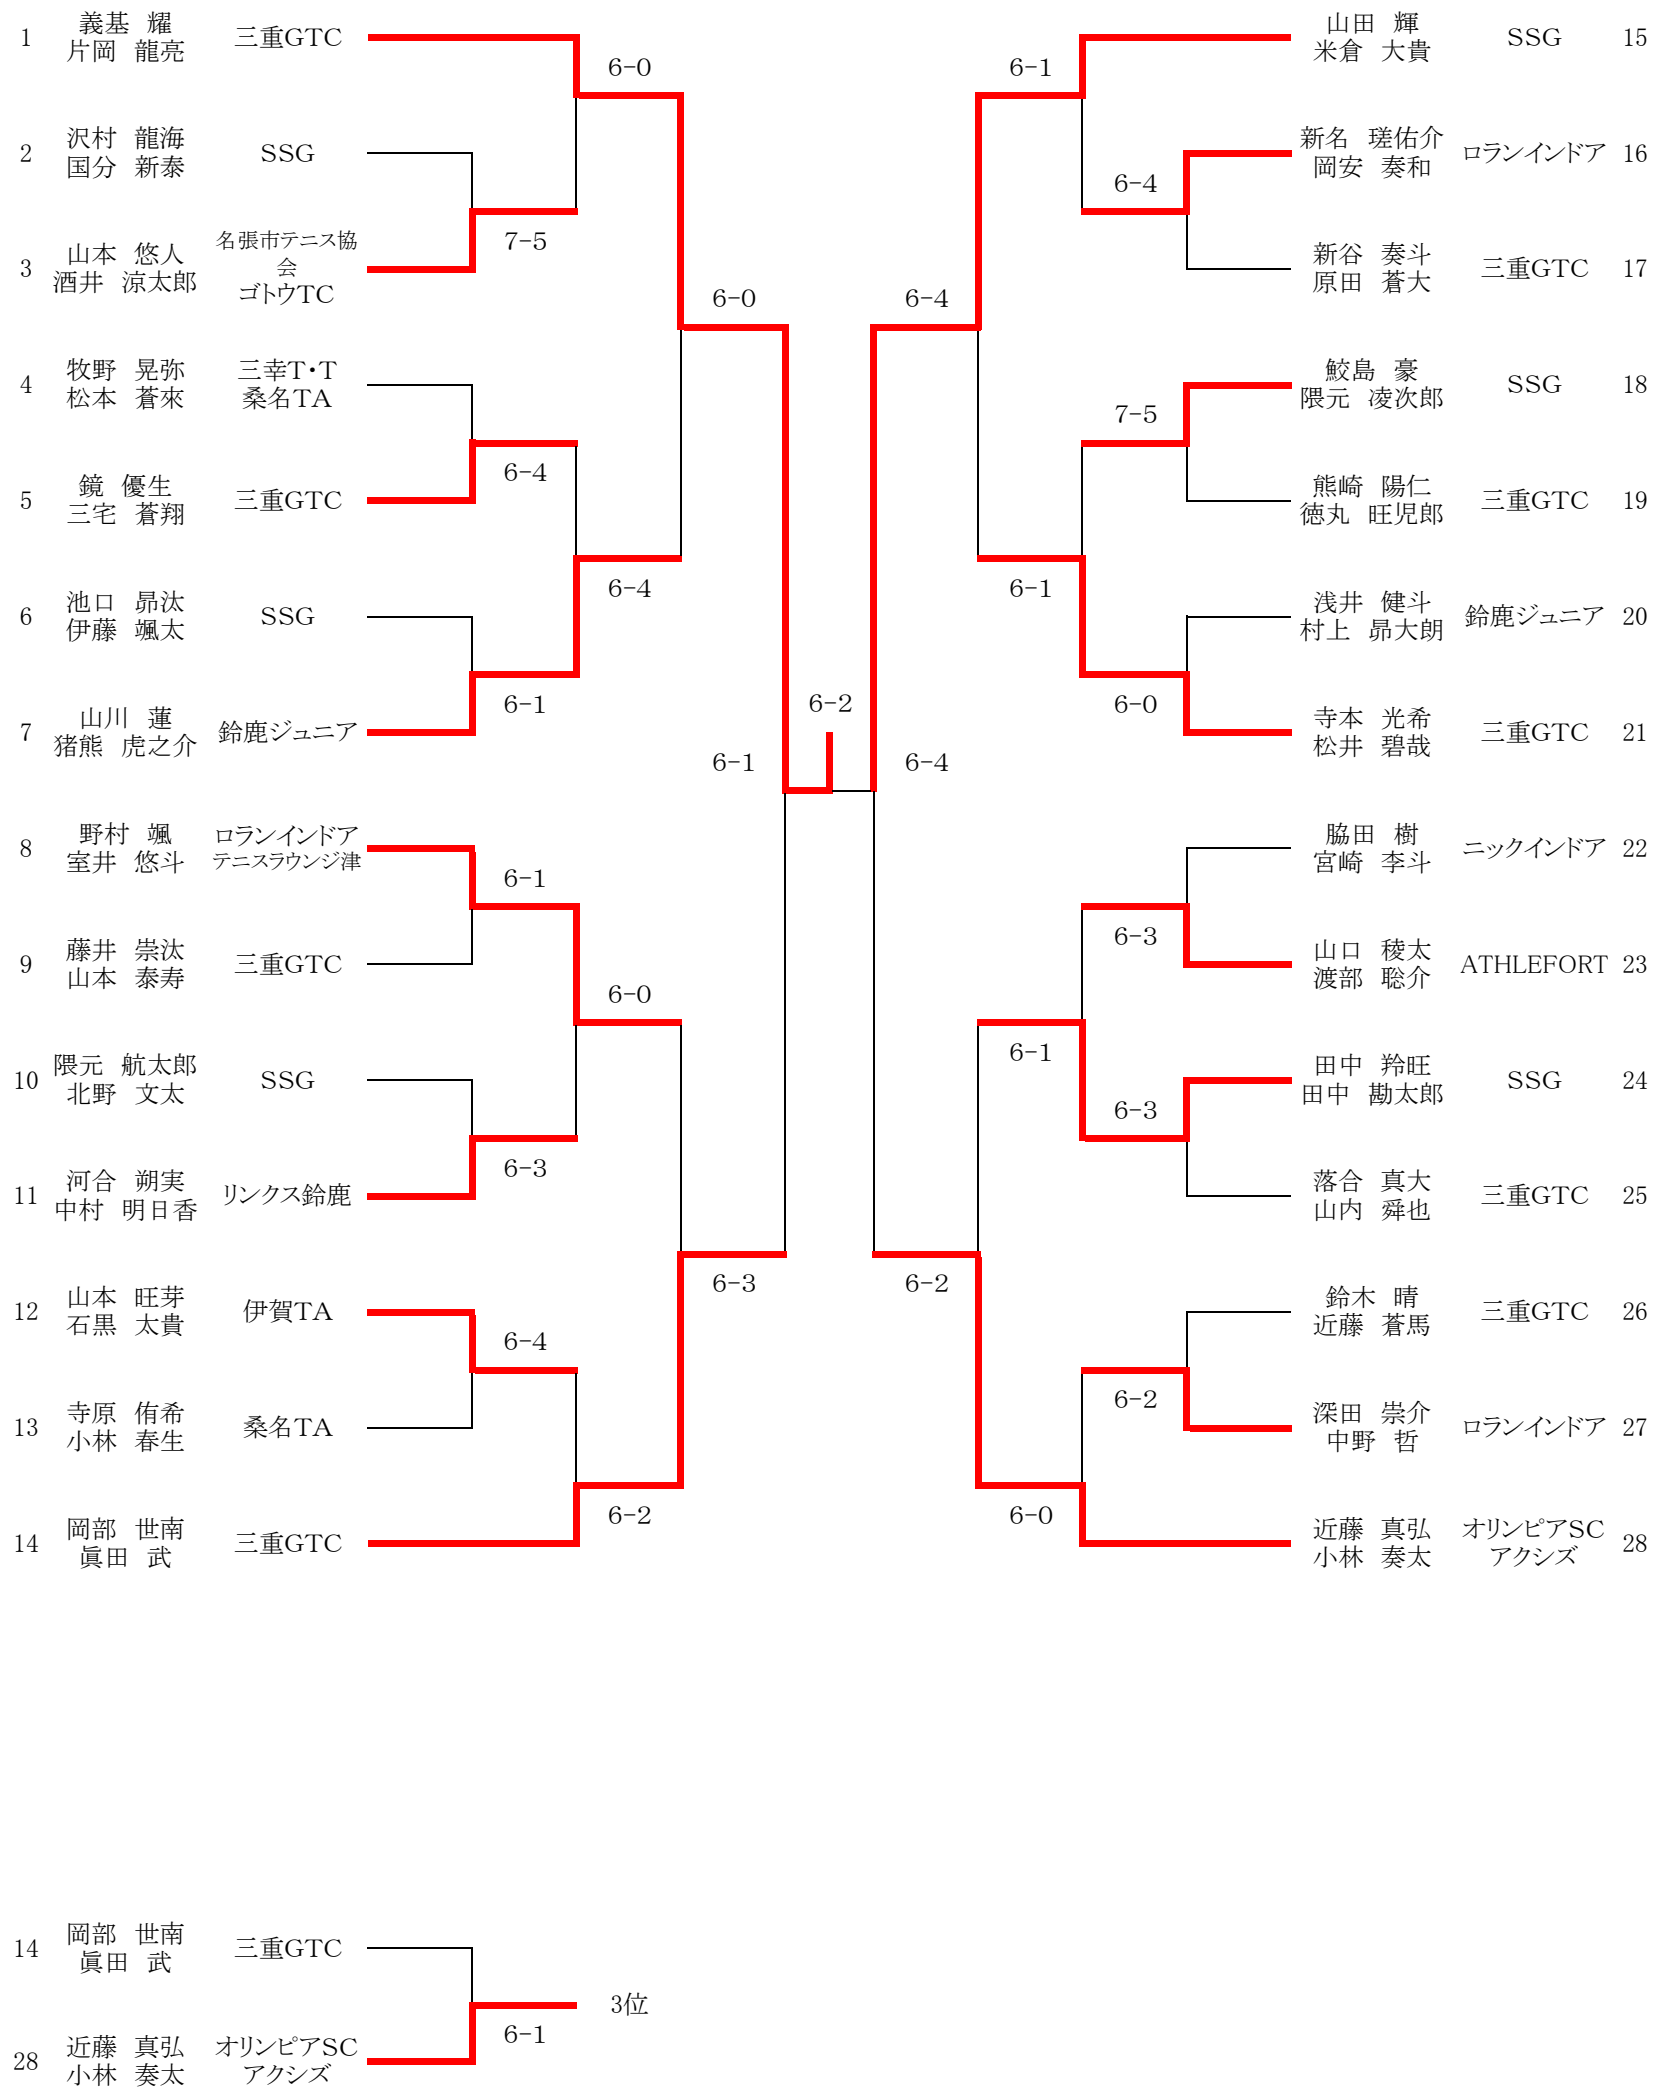 1 義基 耀 三重GTC
片岡 龍亮
6-0
2 沢村 龍海 SSG
国分 新泰
7-5
3 山本 悠人 名張市テニス協会
酒井 涼太郎 ゴトウTC
6-0
4 牧野 晃弥 三幸T・T
松本 蒼來 桑名TA
6-4
5 鏡 優生 三重GTC
三宅 蒼翔
6-4
6 池口 昴汰 SSG
伊藤 颯太
6-1
7 山川 蓮 鈴鹿ジュニア
猪熊 虎之介
6-1
6-2
8 野村 颯 ロランインドア
室井 悠斗 テニスラウンジ津
6-1
9 藤井 崇汰 三重GTC
山本 泰寿
6-0
10 隈元 航太郎 SSG
北野 文太
6-3
11 河合 朔実 リンクス鈴鹿
中村 明日香
6-3
12 山本 旺芽 伊賀TA
石黒 太貴
6-4
13 寺原 侑希 桑名TA
小林 春生
6-2
14 岡部 世南 三重GTC
眞田 武
山田 輝 SSG 15
米倉 大貴
6-1
新名 瑳佑介 ロランインドア 16
岡安 奏和
6-4
新谷 奏斗 三重GTC 17
原田 蒼大
6-4
鮫島 豪 SSG 18
隈元 凌次郎
7-5
熊崎 陽仁 三重GTC 19
徳丸 旺児郎
6-1
浅井 健斗 鈴鹿ジュニア 20
村上 昴大朗
6-0
寺本 光希 三重GTC 21
松井 碧哉
6-4
脇田 樹 ニックインドア 22
宮崎 李斗
6-3
山口 稜太 ATHLEFORT 23
渡部 聡介
6-1
田中 羚旺 SSG 24
田中 勘太郎
6-3
落合 真大 三重GTC 25
山内 舜也
6-2
鈴木 晴 三重GTC 26
近藤 蒼馬
6-2
深田 崇介 ロランインドア 27
中野 哲
6-0
近藤 真弘 オリンピアSC 28
小林 奏太 アクシズ
14 岡部 世南 三重GTC
眞田 武
3位
6-1
28 近藤 真弘 オリンピアSC
小林 奏太 アクシズ